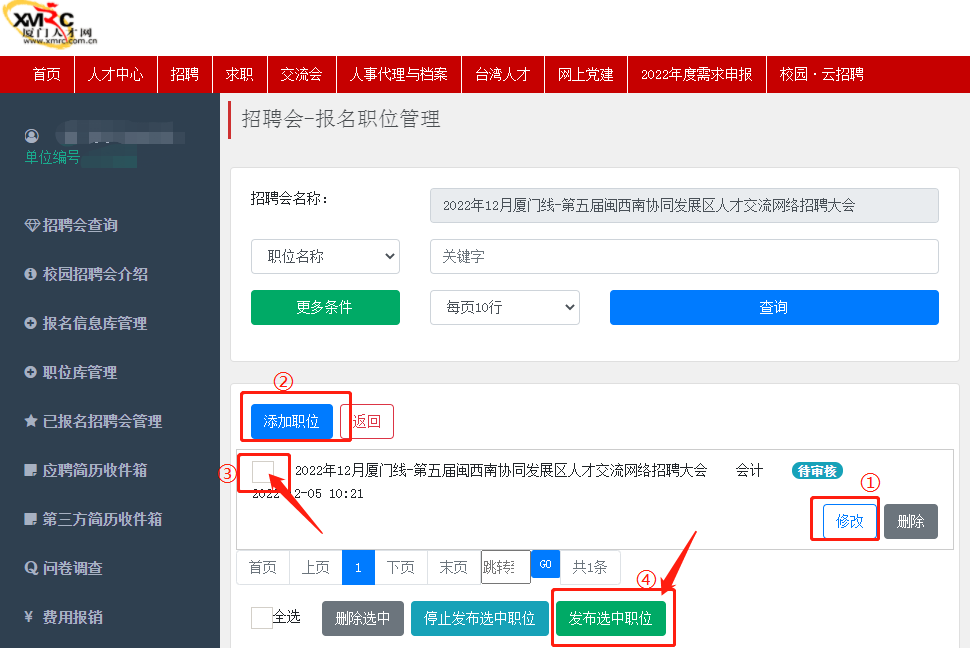 XMRC
厦门人才网
www.xmrc.com.cn
首页 人才中心 招聘 求职 交流会 人事代理与档案 台湾人才 网上党建 2022年度需求申报 校园·云招聘
单位编号
招聘会查询
校园招聘会介绍
报名信息库管理
职位库管理
已报名招聘会管理
应聘简历收件箱
第三方简历收件箱
问卷调查
¥ 费用报销
招聘会-报名职位管理
招聘会名称：
2022年12月厦门线-第五届闽西南协同发展区人才交流网络招聘大会
职位名称 关键字
更多条件 每页10行 查询
②
添加职位 返回
③ 2022年12月厦门线-第五届闽西南协同发展区人才交流网络招聘大会 会计 待审核
2022 2-05 10:21
①
修改 删除
首页 上页 1 下页 末页 跳转 GO 共1条
④
全选 删除选中 停止发布选中职位 发布选中职位